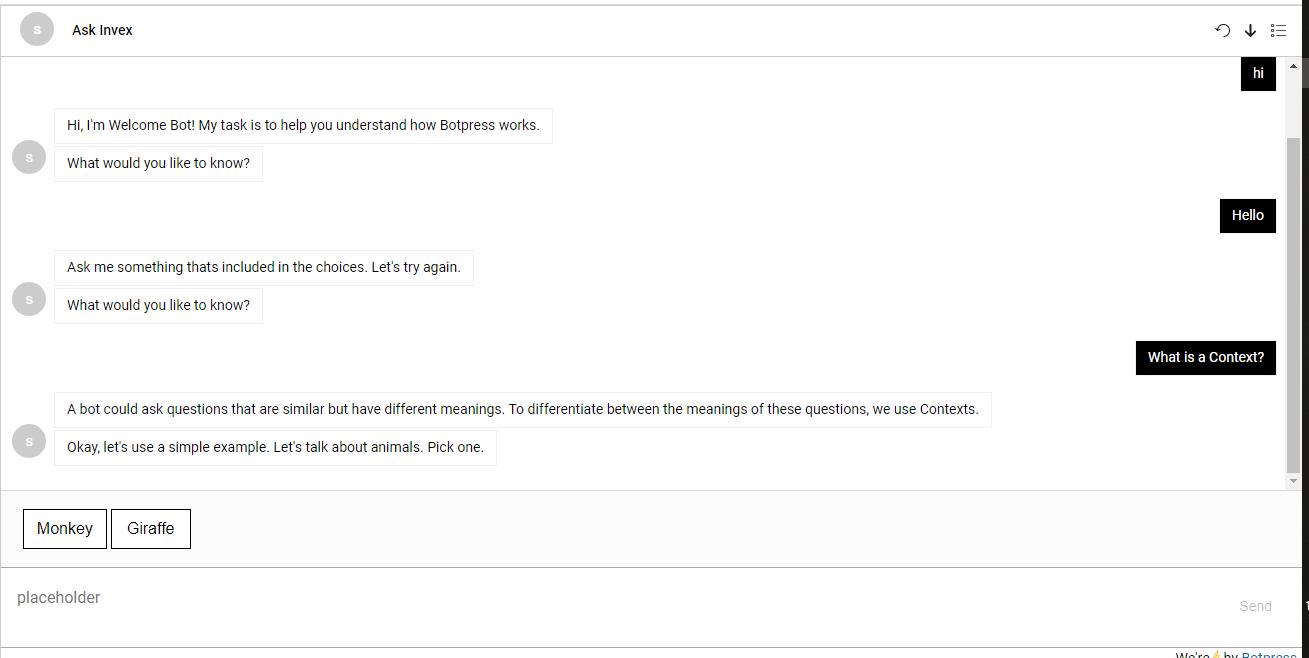 S
Ask Invex
hi
Hi, I'm Welcome Bot! My task is to help you understand how Botpress works.
S
What would you like to know?
Hello
Ask me something thats included in the choices. Let's try again.
S
What would you like to know?
What is a Context?
A bot could ask questions that are similar but have different meanings. To differentiate between the meanings of these questions, we use Contexts.
S
Okay, let's use a simple example. Let's talk about animals. Pick one.
Monkey
Giraffe
placeholder
Send
We're⚡by Botpress